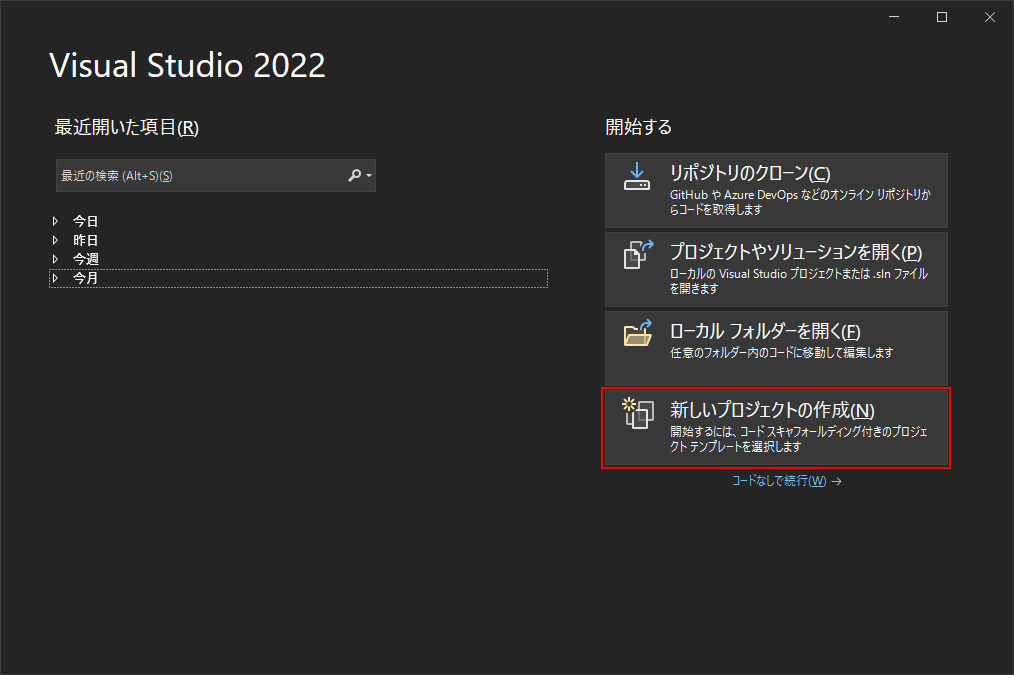 Visual Studio 2022
最近開いた項目(R)
最近の検索 (Alt+S)(S)
今日
昨日
今週
今月
開始する
リポジトリのクローン(C)
GitHub や Azure DevOps などのオンライン リポジトリか
らコードを取得します
プロジェクトやソリューションを開く(P)
ローカルの Visual Studio プロジェクトまたは .sln ファイル
を開きます
ローカル フォルダーを開く(F)
任意のフォルダー内のコードに移動して編集します
新しいプロジェクトの作成(N)
開始するには、コード スキャフォールディング付きのプロジェ
クト テンプレートを選択します
コードなしで続行(W) →